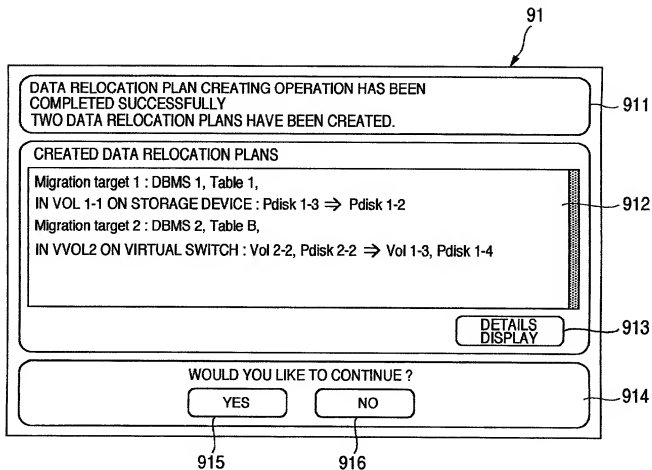 91
DATA RELOCATION PLAN CREATING OPERATION HAS BEEN
COMPLETED SUCCESSFULLY
TWO DATA RELOCATION PLANS HAVE BEEN CREATED.
911
CREATED DATA RELOCATION PLANS
Migration target 1 : DBMS 1, Table 1,
IN VOL 1-1 ON STORAGE DEVICE : Pdisk 1-3 ⇒ Pdisk 1-2
912
Migration target 2 : DBMS 2, Table B,
IN VVOL2 ON VIRTUAL SWITCH : Vol 2-2, Pdisk 2-2 ⇒ Vol 1-3, Pdisk 1-4
DETAILS
DISPLAY
913
WOULD YOU LIKE TO CONTINUE ?
914
YES
NO
915
916